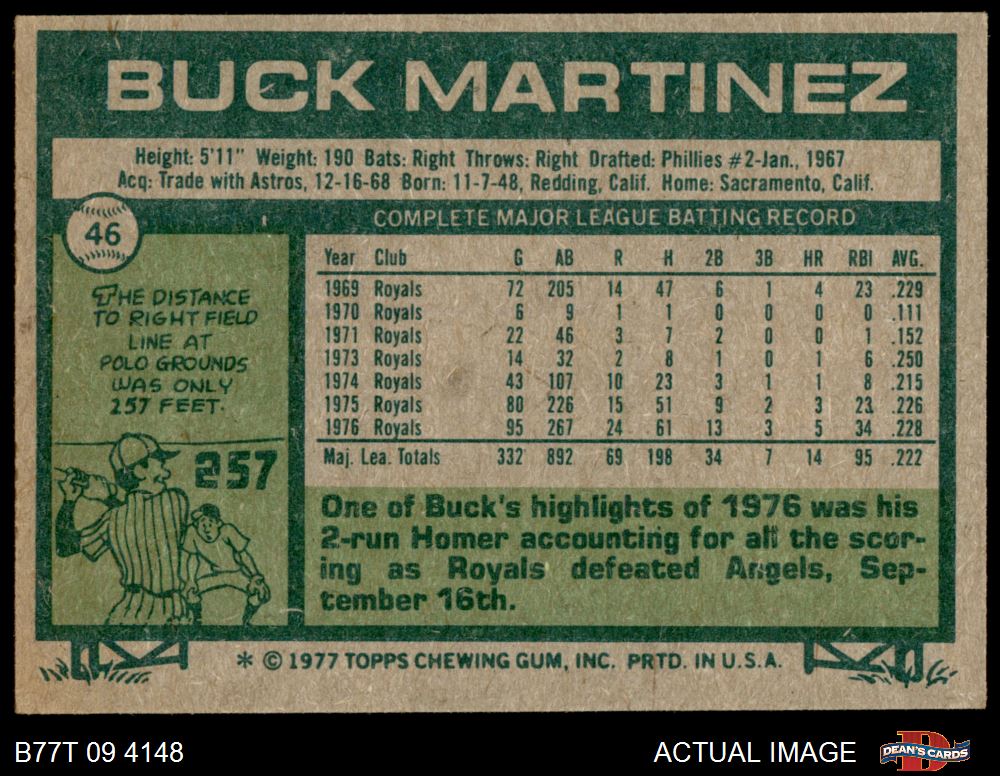 BUCK MARTINEZ
Height: 5'11" Weight: 190 Bats: Right Throws: Right Drafted: Phillies #2-Jan., 1967
Acq: Trade with Astros, 12-16-68 Born: 11-7-48, Redding, Calif. Home: Sacramento, Calif.
46
THE DISTANCE
TO RIGHT FIELD
LINE AT
POLO GROUNDS
WAS ONLY
257 FEET.
257
COMPLETE MAJOR LEAGUE BATTING RECORD
Year Club G AB R H 2B 3B HR RBI AVG.
1969 Royals 72 205 14 47 6 1 4 23 .229
1970 Royals 6 9 1 1 0 0 0 0 .111
1971 Royals 22 46 3 7 2 0 0 1 .152
1973 Royals 14 32 2 8 1 0 1 6 .250
1974 Royals 43 107 10 23 3 1 1 8 .215
1975 Royals 80 226 15 51 9 2 3 23 .226
1976 Royals 95 267 24 61 13 3 5 34 .228
Maj. Lea. Totals 332 892 69 198 34 7 14 95 .222
One of Buck's highlights of 1976 was his
2-run Homer accounting for all the scor-
ing as Royals defeated Angels, Sep-
tember 16th.
* © 1977 TOPPS CHEWING GUM, INC. PRTD. IN U.S.A.
B77T 09 4148
ACTUAL IMAGE
DEAN'S CARDS